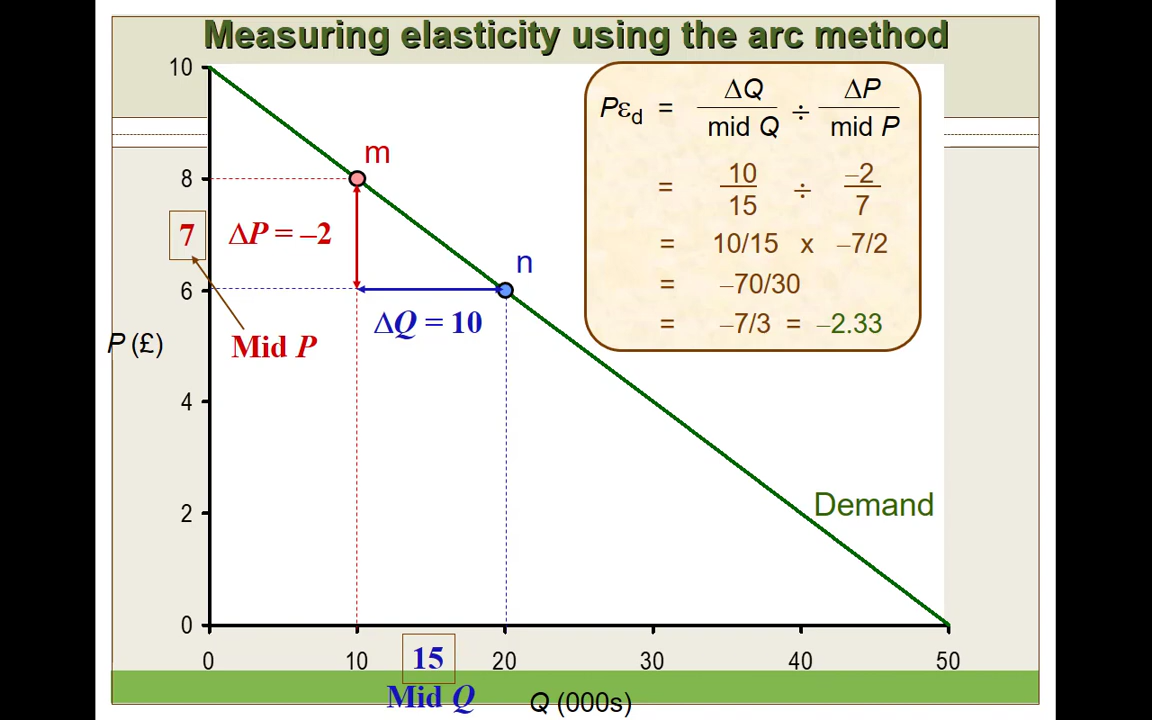 Measuring elasticity using the arc method
10
8
7
6
4
2
0
P (£)
m
ΔP = –2
n
ΔQ = 10
Mid P
Demand
0
10
15
20
30
40
50
Mid Q
Q (000s)
Pεd = ΔQ / mid Q ÷ ΔP / mid P
= 10 / 15 ÷ –2 / 7
= 10/15 x –7/2
= –70/30
= –7/3 = –2.33